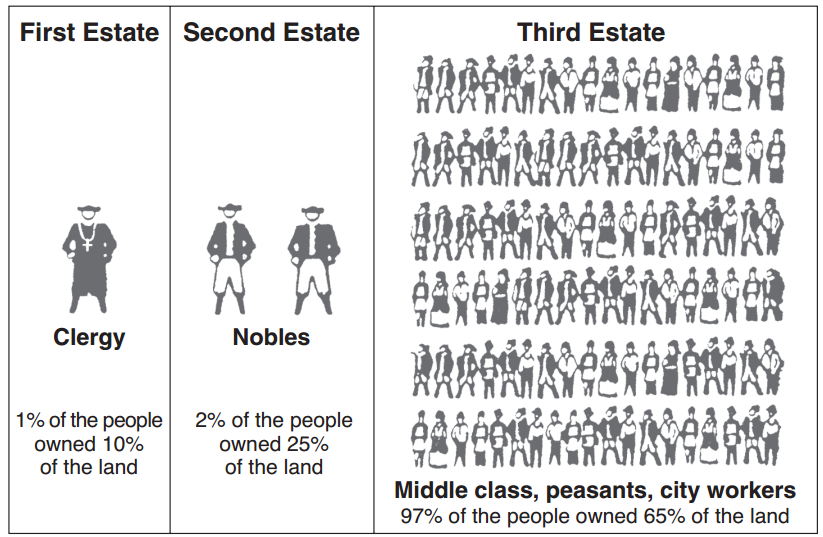 First Estate
Clergy
1% of the people
owned 10%
of the land
Second Estate
Nobles
2% of the people
owned 25%
of the land
Third Estate
Middle class, peasants, city workers
97% of the people owned 65% of the land